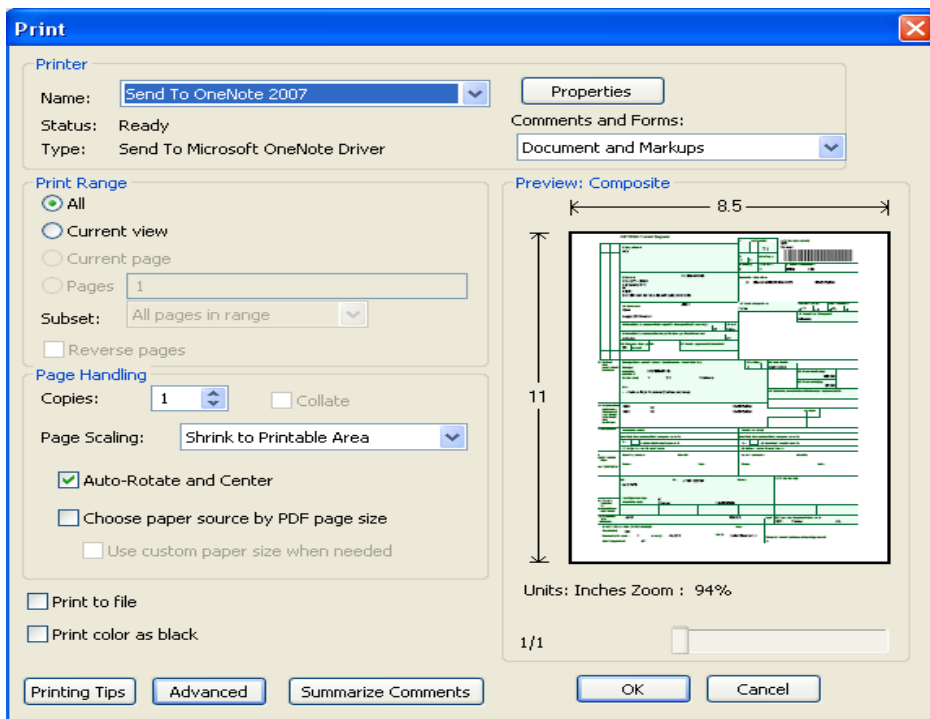 Print
Printer
Name: Send To OneNote 2007
Properties
Status: Ready
Comments and Forms:
Type: Send To Microsoft OneNote Driver
Document and Markups
Print Range
All
Current view
Current page
Pages 1
Subset: All pages in range
Reverse pages
Page Handling
Copies: 1 Collate
Page Scaling: Shrink to Printable Area
Auto-Rotate and Center
Choose paper source by PDF page size
Use custom paper size when needed
Print to file
Print color as black
Preview: Composite
8.5
11
Units: Inches Zoom : 94%
1/1
Printing Tips Advanced Summarize Comments OK Cancel